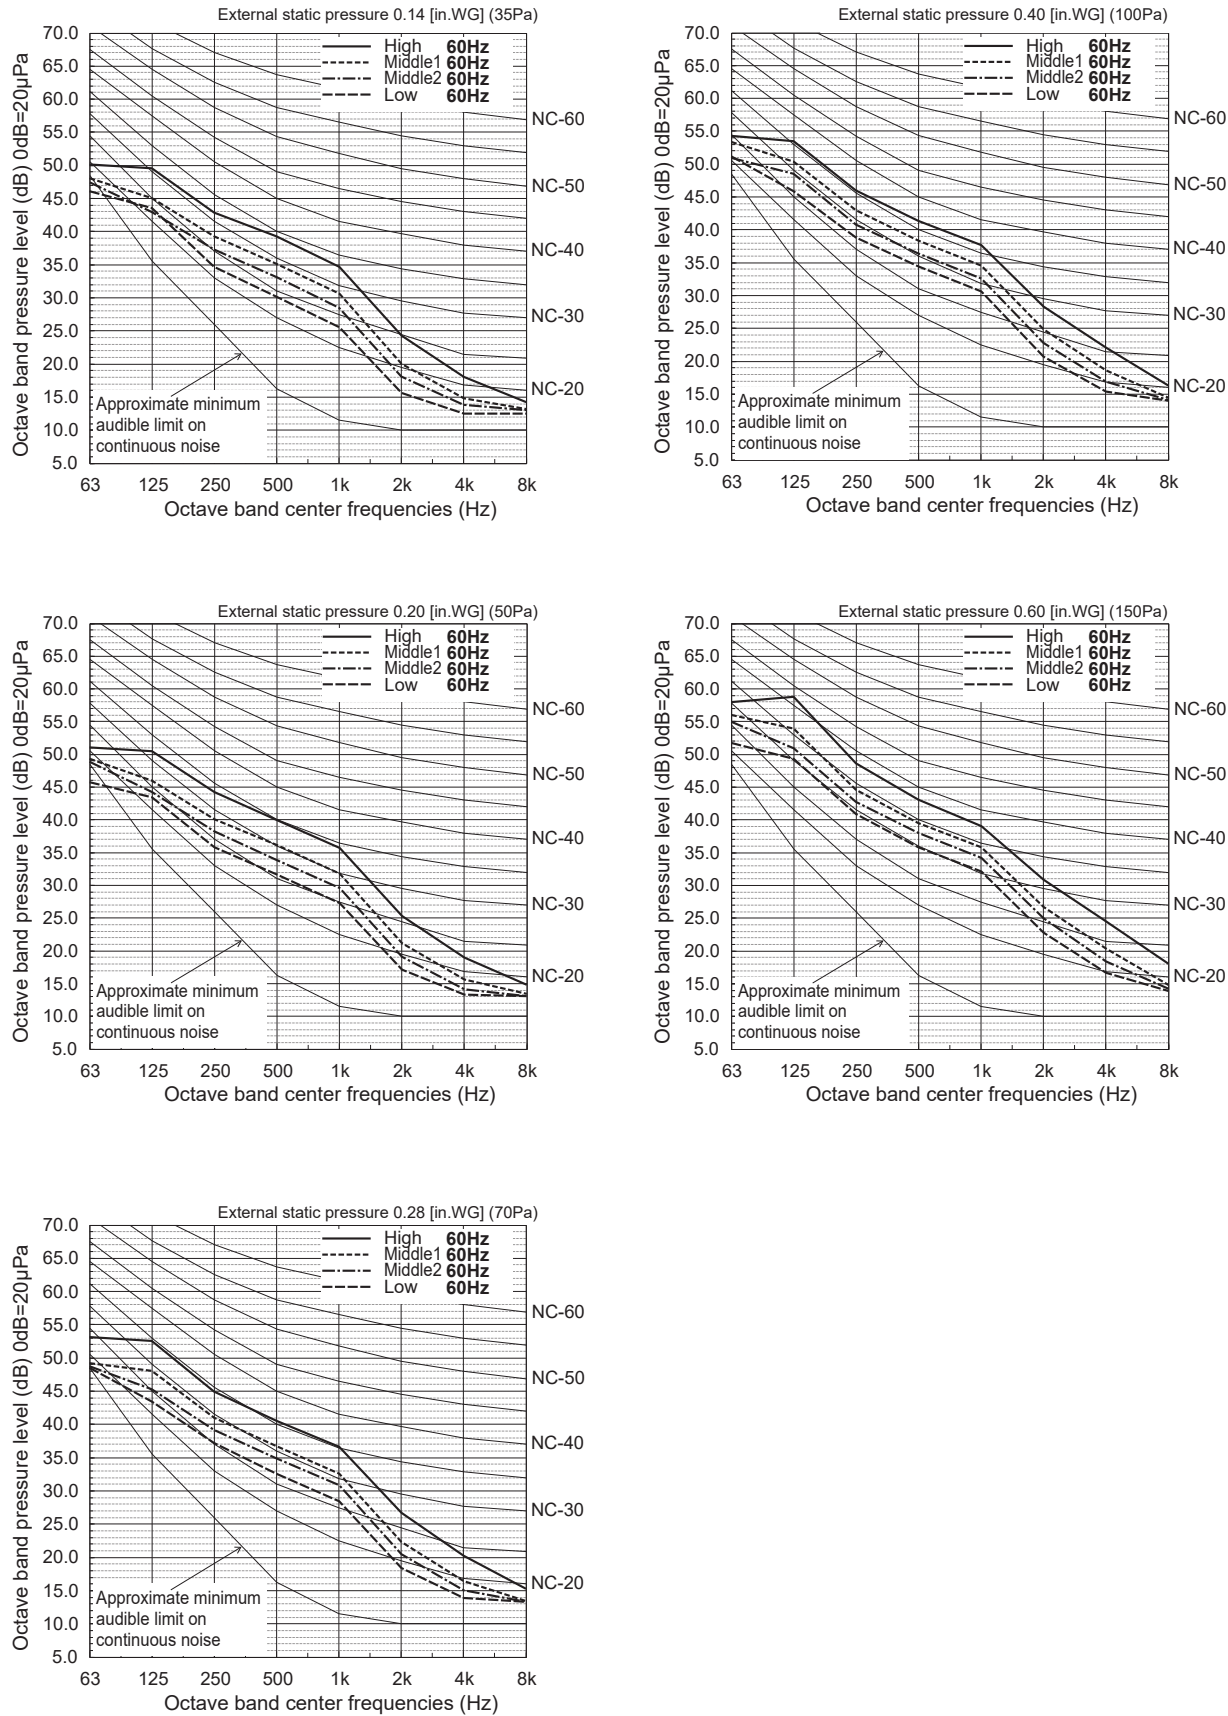 External static pressure 0.14 [in.WG] (35Pa)
Octave band pressure level (dB) 0dB=20µPa
70.0
65.0
60.0
55.0
50.0
45.0
40.0
35.0
30.0
25.0
20.0
15.0
10.0
5.0
High 60Hz
Middle1 60Hz
Middle2 60Hz
Low 60Hz
NC-60
NC-50
NC-40
NC-30
NC-20
Approximate minimum
audible limit on
continuous noise
63 125 250 500 1k 2k 4k 8k
Octave band center frequencies (Hz)
External static pressure 0.40 [in.WG] (100Pa)
Octave band pressure level (dB) 0dB=20µPa
70.0
65.0
60.0
55.0
50.0
45.0
40.0
35.0
30.0
25.0
20.0
15.0
10.0
5.0
High 60Hz
Middle1 60Hz
Middle2 60Hz
Low 60Hz
NC-60
NC-50
NC-40
NC-30
NC-20
Approximate minimum
audible limit on
continuous noise
63 125 250 500 1k 2k 4k 8k
Octave band center frequencies (Hz)
External static pressure 0.20 [in.WG] (50Pa)
Octave band pressure level (dB) 0dB=20µPa
70.0
65.0
60.0
55.0
50.0
45.0
40.0
35.0
30.0
25.0
20.0
15.0
10.0
5.0
High 60Hz
Middle1 60Hz
Middle2 60Hz
Low 60Hz
NC-60
NC-50
NC-40
NC-30
NC-20
Approximate minimum
audible limit on
continuous noise
63 125 250 500 1k 2k 4k 8k
Octave band center frequencies (Hz)
External static pressure 0.60 [in.WG] (150Pa)
Octave band pressure level (dB) 0dB=20µPa
70.0
65.0
60.0
55.0
50.0
45.0
40.0
35.0
30.0
25.0
20.0
15.0
10.0
5.0
High 60Hz
Middle1 60Hz
Middle2 60Hz
Low 60Hz
NC-60
NC-50
NC-40
NC-30
NC-20
Approximate minimum
audible limit on
continuous noise
63 125 250 500 1k 2k 4k 8k
Octave band center frequencies (Hz)
External static pressure 0.28 [in.WG] (70Pa)
Octave band pressure level (dB) 0dB=20µPa
70.0
65.0
60.0
55.0
50.0
45.0
40.0
35.0
30.0
25.0
20.0
15.0
10.0
5.0
High 60Hz
Middle1 60Hz
Middle2 60Hz
Low 60Hz
NC-60
NC-50
NC-40
NC-30
NC-20
Approximate minimum
audible limit on
continuous noise
63 125 250 500 1k 2k 4k 8k
Octave band center frequencies (Hz)